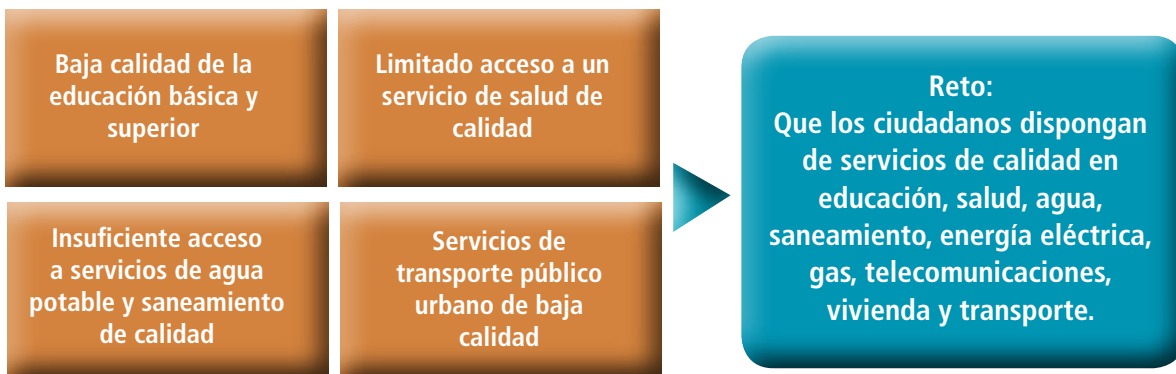 Baja calidad de la
educación básica y
superior
Limitado acceso a un
servicio de salud de
calidad
Insuficiente acceso
a servicios de agua
potable y saneamiento
de calidad
Servicios de
transporte público
urbano de baja
calidad
Reto:
Que los ciudadanos dispongan
de servicios de calidad en
educación, salud, agua,
saneamiento, energía eléctrica,
gas, telecomunicaciones,
vivienda y transporte.